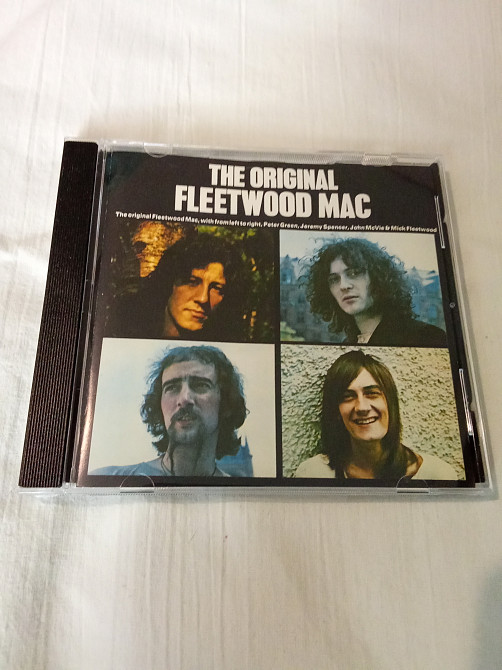 THE ORIGINAL
FLEETWOOD MAC
The original Fleetwood Mac, with from left to right, Peter Green, Jeremy Spencer, John McVie & Mick Fleetwood